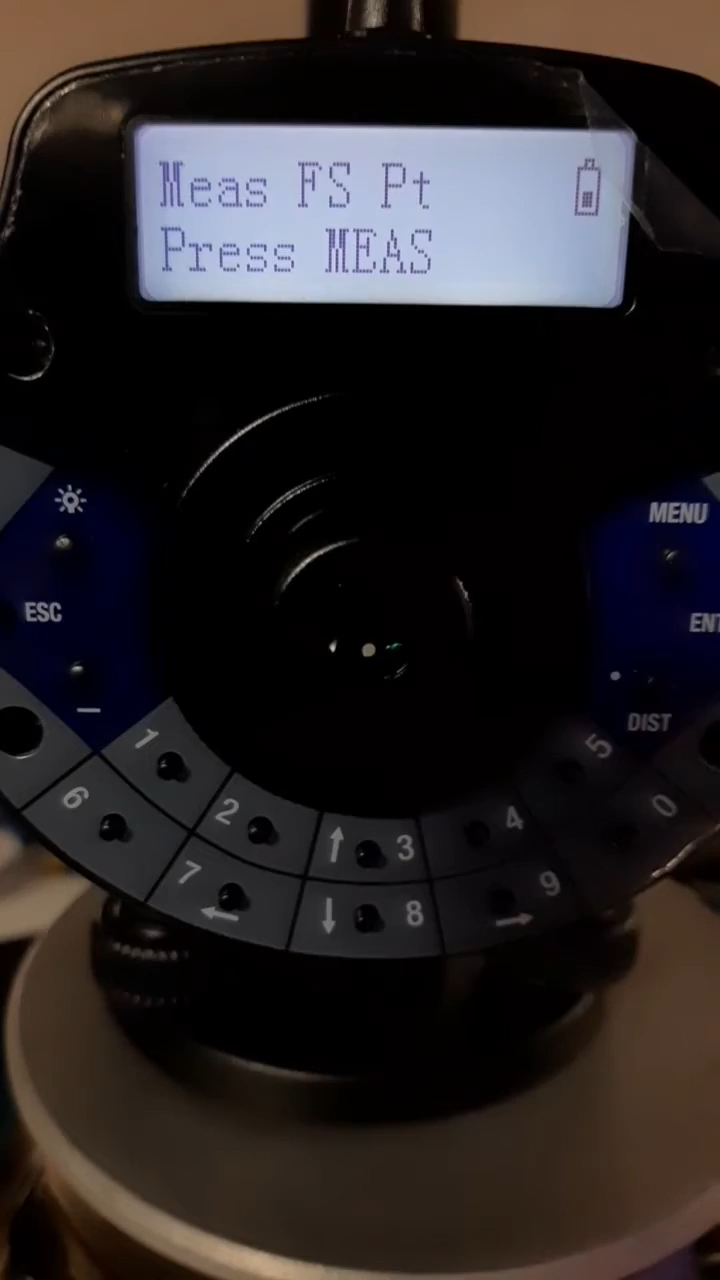 Meas FS Pt
Press MEAS
MENU
ESC
ENT
DIST
1
2
↑ 3
4
5
6
7 ←
↓ 8
9 →
0